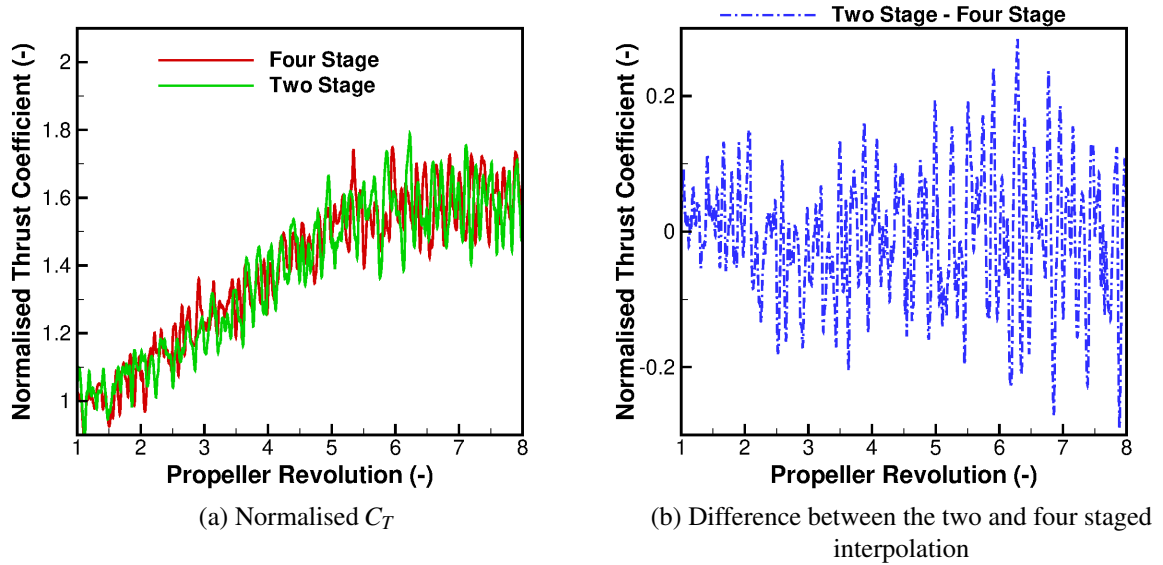 Normalised Thrust Coefficient (-)
2
1.8
1.6
1.4
1.2
1
Four Stage
Two Stage
1 2 3 4 5 6 7 8
Propeller Revolution (-)
(a) Normalised C_T
Two Stage - Four Stage
Normalised Thrust Coefficient (-)
0.2
0
-0.2
1 2 3 4 5 6 7 8
Propeller Revolution (-)
(b) Difference between the two and four staged
interpolation